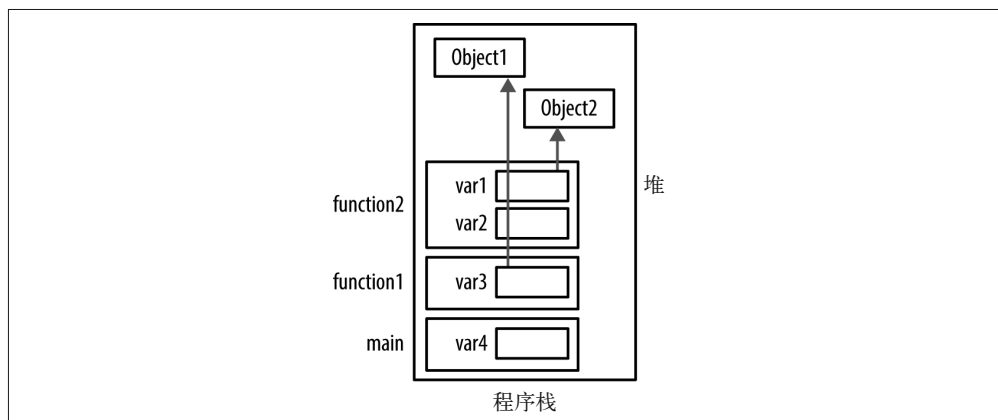 Object1
Object2
堆
function2
var1
var2
function1
var3
main
var4
程序栈